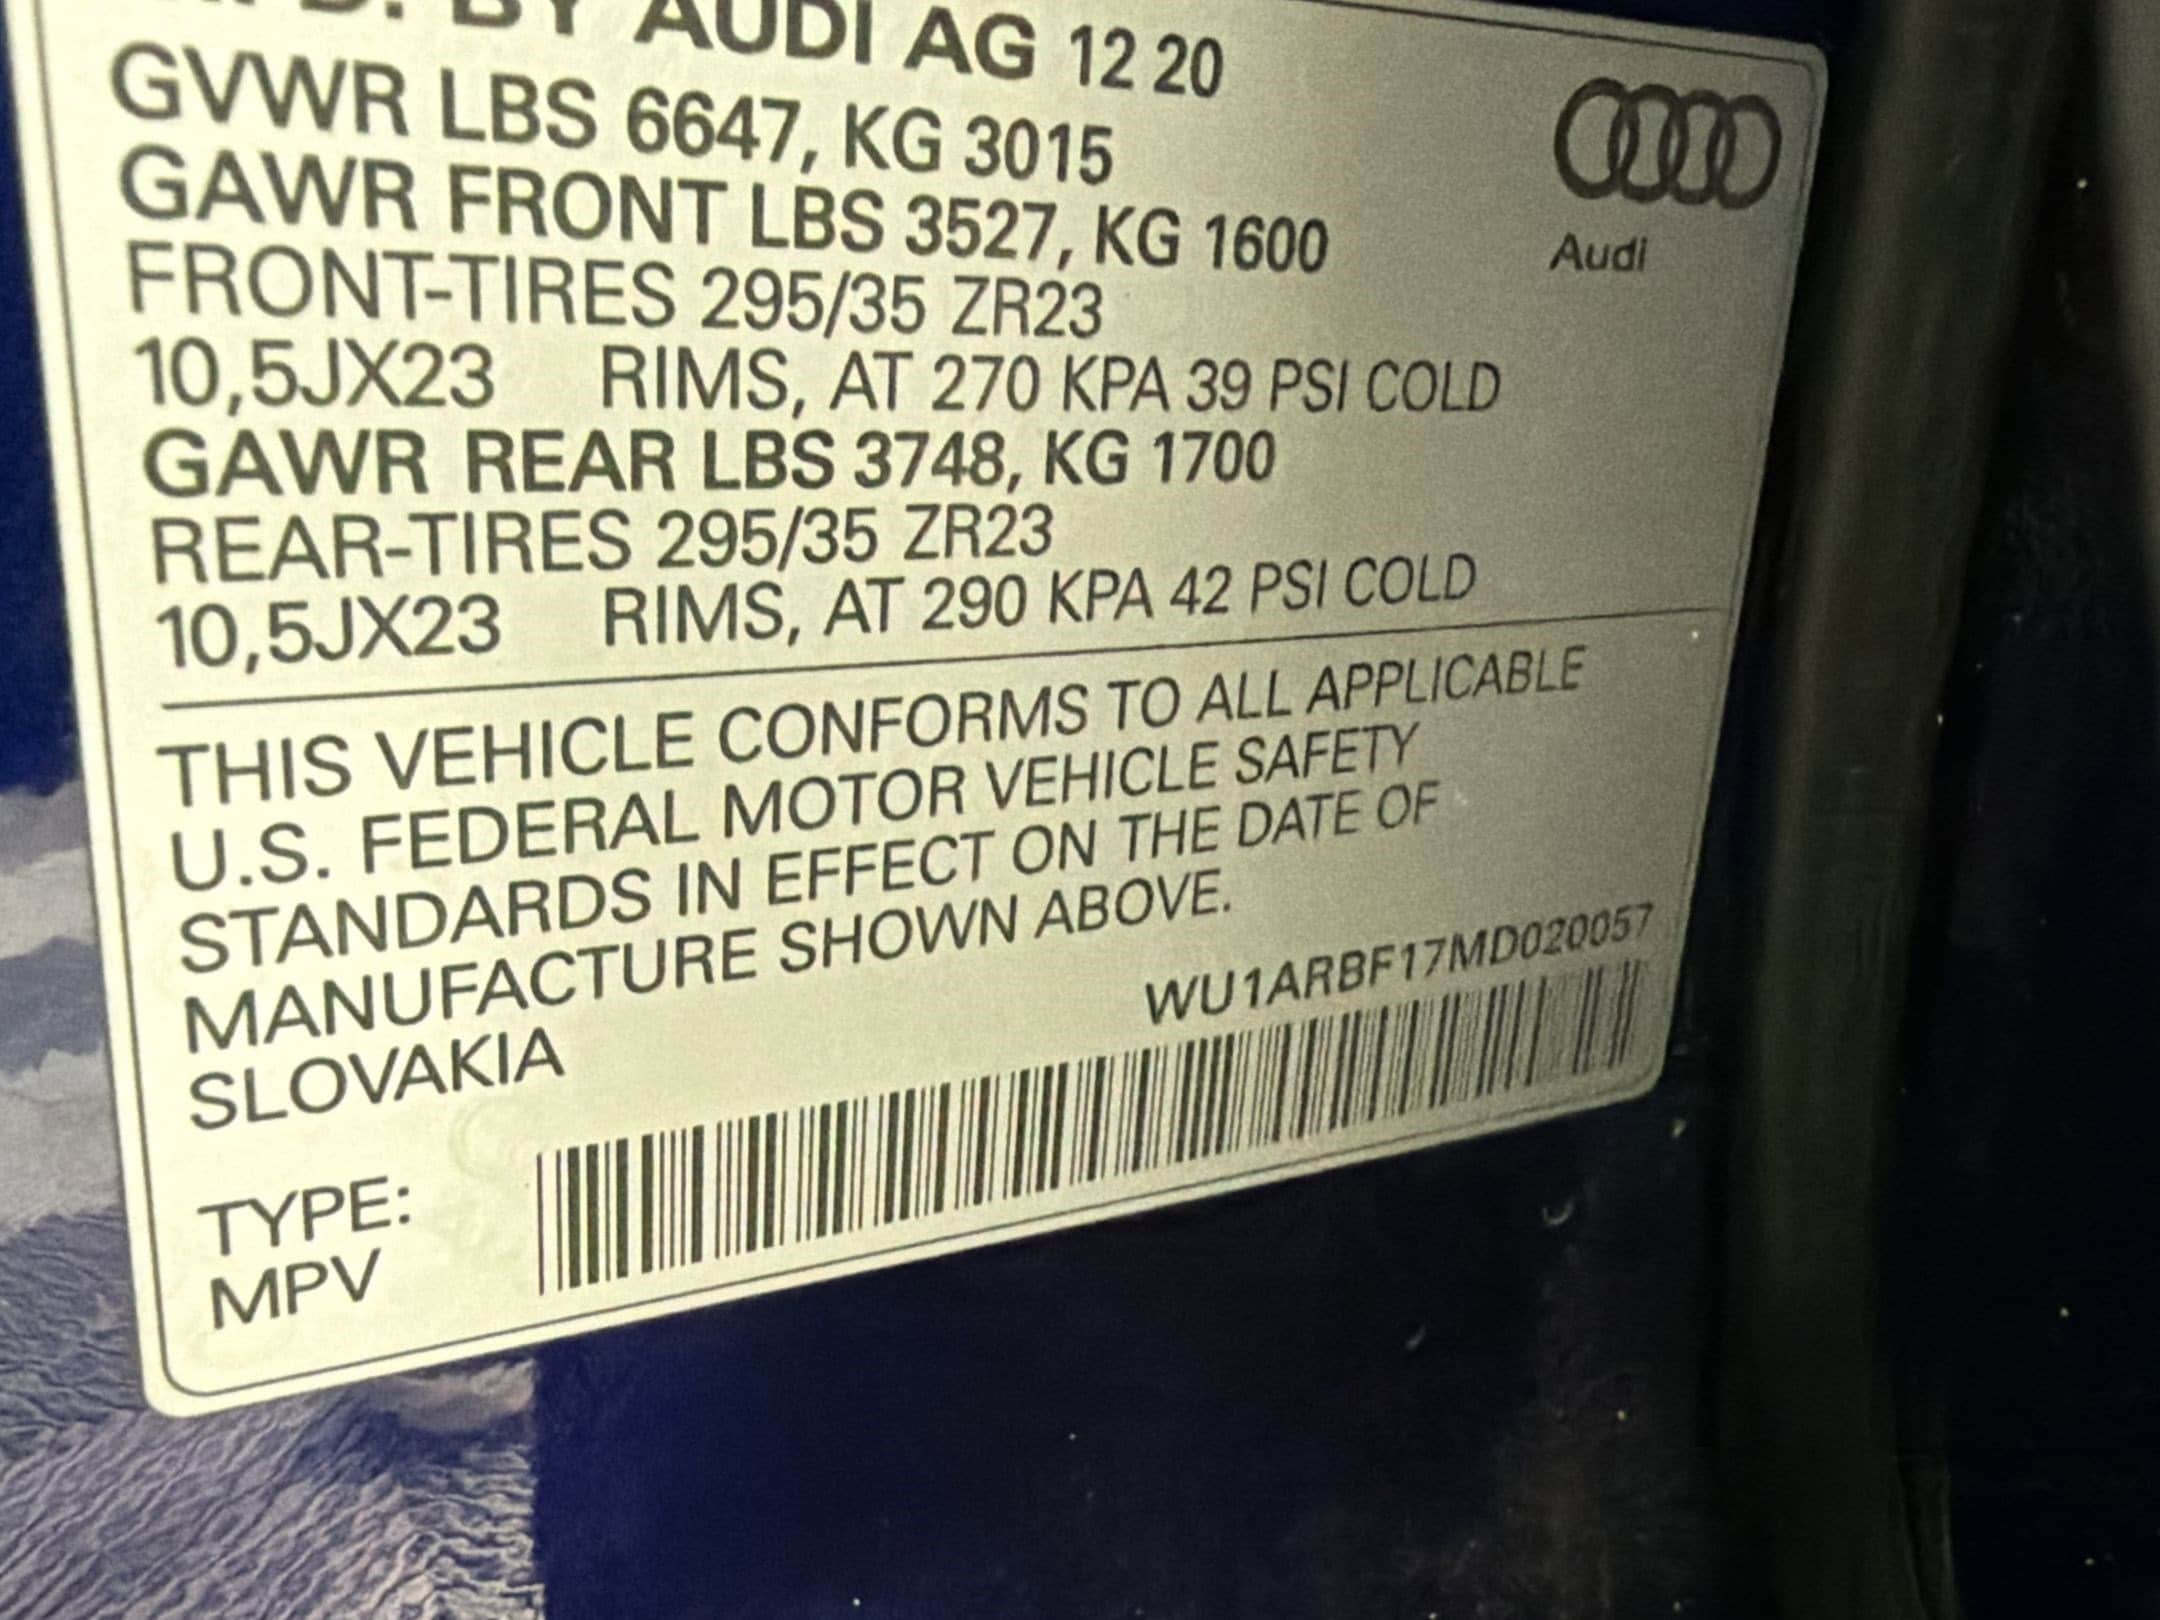 MFD. BY AUDI AG 12 20
GVWR LBS 6647, KG 3015
GAWR FRONT LBS 3527, KG 1600
FRONT-TIRES 295/35 ZR23
10,5JX23 RIMS, AT 270 KPA 39 PSI COLD
GAWR REAR LBS 3748, KG 1700
REAR-TIRES 295/35 ZR23
10,5JX23 RIMS, AT 290 KPA 42 PSI COLD
Audi
THIS VEHICLE CONFORMS TO ALL APPLICABLE
U.S. FEDERAL MOTOR VEHICLE SAFETY
STANDARDS IN EFFECT ON THE DATE OF
MANUFACTURE SHOWN ABOVE.
SLOVAKIA
WU1ARBF17MD020057
TYPE:
MPV